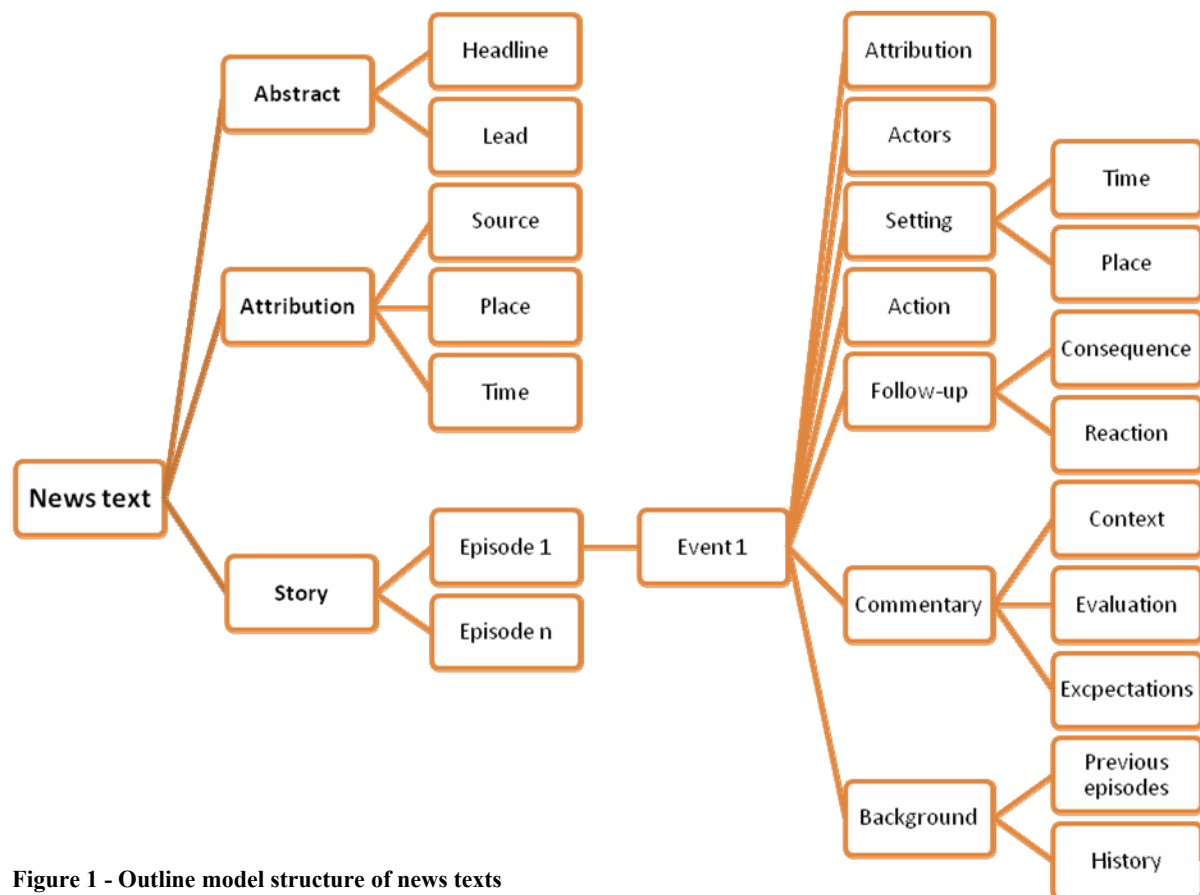 News text
Abstract
Headline
Lead
Attribution
Source
Place
Time
Story
Episode 1
Episode n
Event 1
Attribution
Actors
Setting
Time
Place
Action
Follow-up
Consequence
Reaction
Commentary
Context
Evaluation
Excpectations
Background
Previous
episodes
History
Figure 1 - Outline model structure of news texts